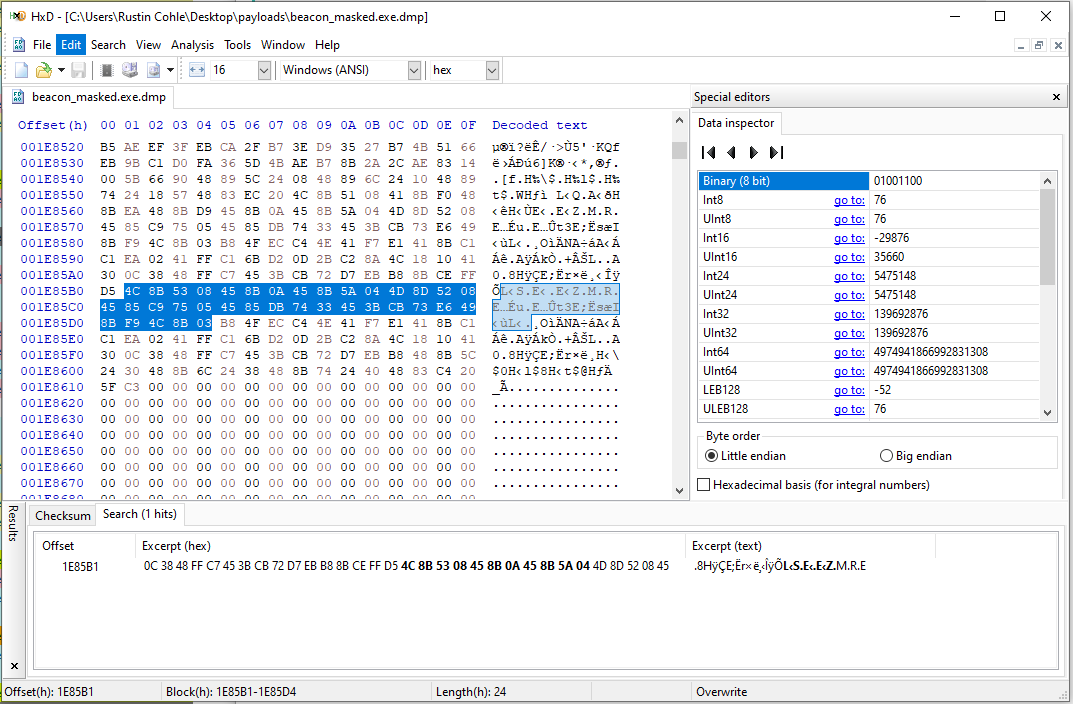 HxD - [C:\Users\Rustin Cohle\Desktop\payloads\beacon_masked.exe.dmp]
File Edit Search View Analysis Tools Window Help
16 Windows (ANSI) hex
beacon_masked.exe.dmp
Offset(h) 00 01 02 03 04 05 06 07 08 09 0A 0B 0C 0D 0E 0F Decoded text
001E8520 B5 AE EF 3F EB CA 2F B7 3E D9 35 27 B7 4B 51 66 µ®ï?ëÊ/·>Ù5'·KQf
001E8530 EB 9B C1 D0 FA 36 5D 4B AE B7 8B 2A 2C AE 83 14 ë›ÁÐú6]K®·‹*,®ƒ.
001E8540 00 5B 66 90 48 89 5C 24 08 48 89 6C 24 10 48 89 .[f.H‰\$.H‰l$.H‰
001E8550 74 24 18 57 48 83 EC 20 4C 8B 51 08 41 8B F0 48 t$.WHƒì L‹Q.A‹ðH
001E8560 8B EA 48 8B D9 45 8B 0A 45 8B 5A 04 4D 8D 52 08 ‹êH‹ÙE‹.E‹Z.M.R.
001E8570 45 85 C9 75 05 45 85 DB 74 33 45 3B CB 73 E6 49 E…Éu.E…Ût3E;ËsæI
001E8580 8B F9 4C 8B 03 B8 4F EC C4 4E 41 F7 E1 41 8B C1 ‹ùL‹.¸OìÄNA÷áA‹Á
001E8590 C1 EA 02 41 FF C1 6B D2 0D 2B C2 8A 4C 18 10 41 Áê.AÿÁkÒ.+ÂŠL..A
001E85A0 30 0C 38 48 FF C7 45 3B CB 72 D7 EB B8 8B CE FF 0.8HÿÇE;Ër×ë¸‹Îÿ
001E85B0 D5 4C 8B 53 08 45 8B 0A 45 8B 5A 04 4D 8D 52 08 ÕL‹S.E‹.E‹Z.M.R.
001E85C0 45 85 C9 75 05 45 85 DB 74 33 45 3B CB 73 E6 49 E…Éu.E…Ût3E;ËsæI
001E85D0 8B F9 4C 8B 03 B8 4F EC C4 4E 41 F7 E1 41 8B C1 ‹ùL‹.¸OìÄNA÷áA‹Á
001E85E0 C1 EA 02 41 FF C1 6B D2 0D 2B C2 8A 4C 18 10 41 Áê.AÿÁkÒ.+ÂŠL..A
001E85F0 30 0C 38 48 FF C7 45 3B CB 72 D7 EB B8 48 8B 5C 0.8HÿÇE;Ër×ë¸H‹\
001E8600 24 30 48 8B 6C 24 38 48 8B 74 24 40 48 83 C4 20 $0H‹l$8H‹t$@HƒÄ
001E8610 5F C3 00 00 00 00 00 00 00 00 00 00 00 00 00 00 _Ã..............
001E8620 00 00 00 00 00 00 00 00 00 00 00 00 00 00 00 00 ................
001E8630 00 00 00 00 00 00 00 00 00 00 00 00 00 00 00 00 ................
001E8640 00 00 00 00 00 00 00 00 00 00 00 00 00 00 00 00 ................
001E8650 00 00 00 00 00 00 00 00 00 00 00 00 00 00 00 00 ................
001E8660 00 00 00 00 00 00 00 00 00 00 00 00 00 00 00 00 ................
001E8670 00 00 00 00 00 00 00 00 00 00 00 00 00 00 00 00 ................
001E8680 00 00 00 00 00 00 00 00 00 00 00 00 00 00 00 00 ................
Special editors
Data inspector
Binary (8 bit) 01001100
Int8 go to: 76
UInt8 go to: 76
Int16 go to: -29876
UInt16 go to: 35660
Int24 go to: 5475148
UInt24 go to: 5475148
Int32 go to: 139692876
UInt32 go to: 139692876
Int64 go to: 4974941866992831308
UInt64 go to: 4974941866992831308
LEB128 go to: -52
ULEB128 go to: 76
Byte order
Little endian Big endian
Hexadecimal basis (for integral numbers)
Results
Checksum Search (1 hits)
Offset Excerpt (hex) Excerpt (text)
1E85B1 0C 38 48 FF C7 45 3B CB 72 D7 EB B8 8B CE FF D5 4C 8B 53 08 45 8B 0A 45 8B 5A 04 4D 8D 52 08 45 .8HÿÇE;Ër×ë¸‹ÎÿÕL‹S.E‹.E‹Z.M.R.E
Offset(h): 1E85B1 Block(h): 1E85B1-1E85D4 Length(h): 24 Overwrite